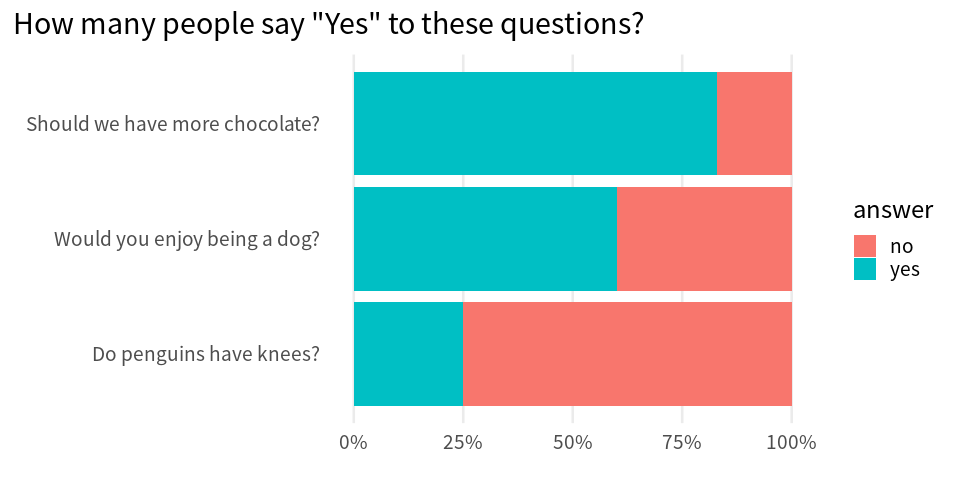 How many people say "Yes" to these questions?
Should we have more chocolate?
Would you enjoy being a dog?
Do penguins have knees?
0% 25% 50% 75% 100%
answer
no
yes